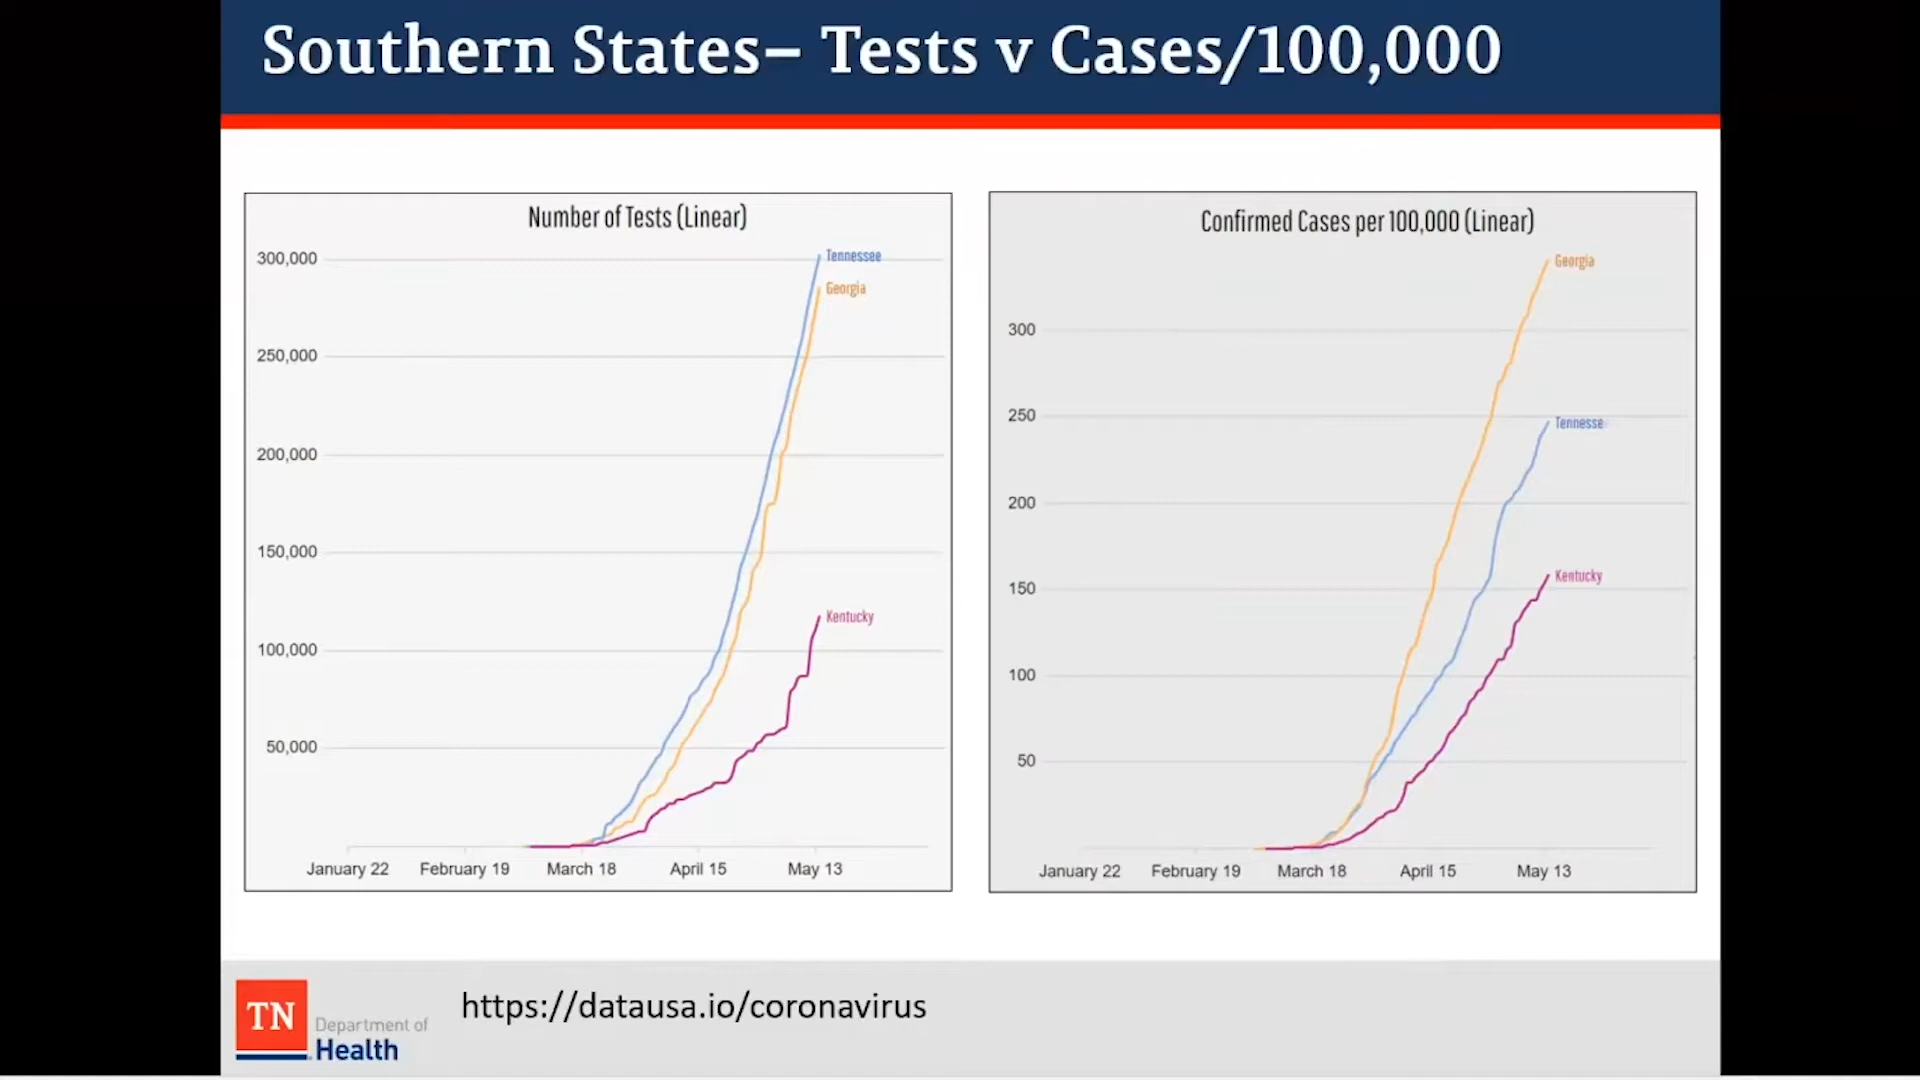 Southern States– Tests v Cases/100,000
Number of Tests (Linear)
300,000
250,000
200,000
150,000
100,000
50,000
Tennessee
Georgia
Kentucky
January 22
February 19
March 18
April 15
May 13
Confirmed Cases per 100,000 (Linear)
300
250
200
150
100
50
Georgia
Tennesse
Kentucky
January 22
February 19
March 18
April 15
May 13
TN
Department of
Health
https://datausa.io/coronavirus